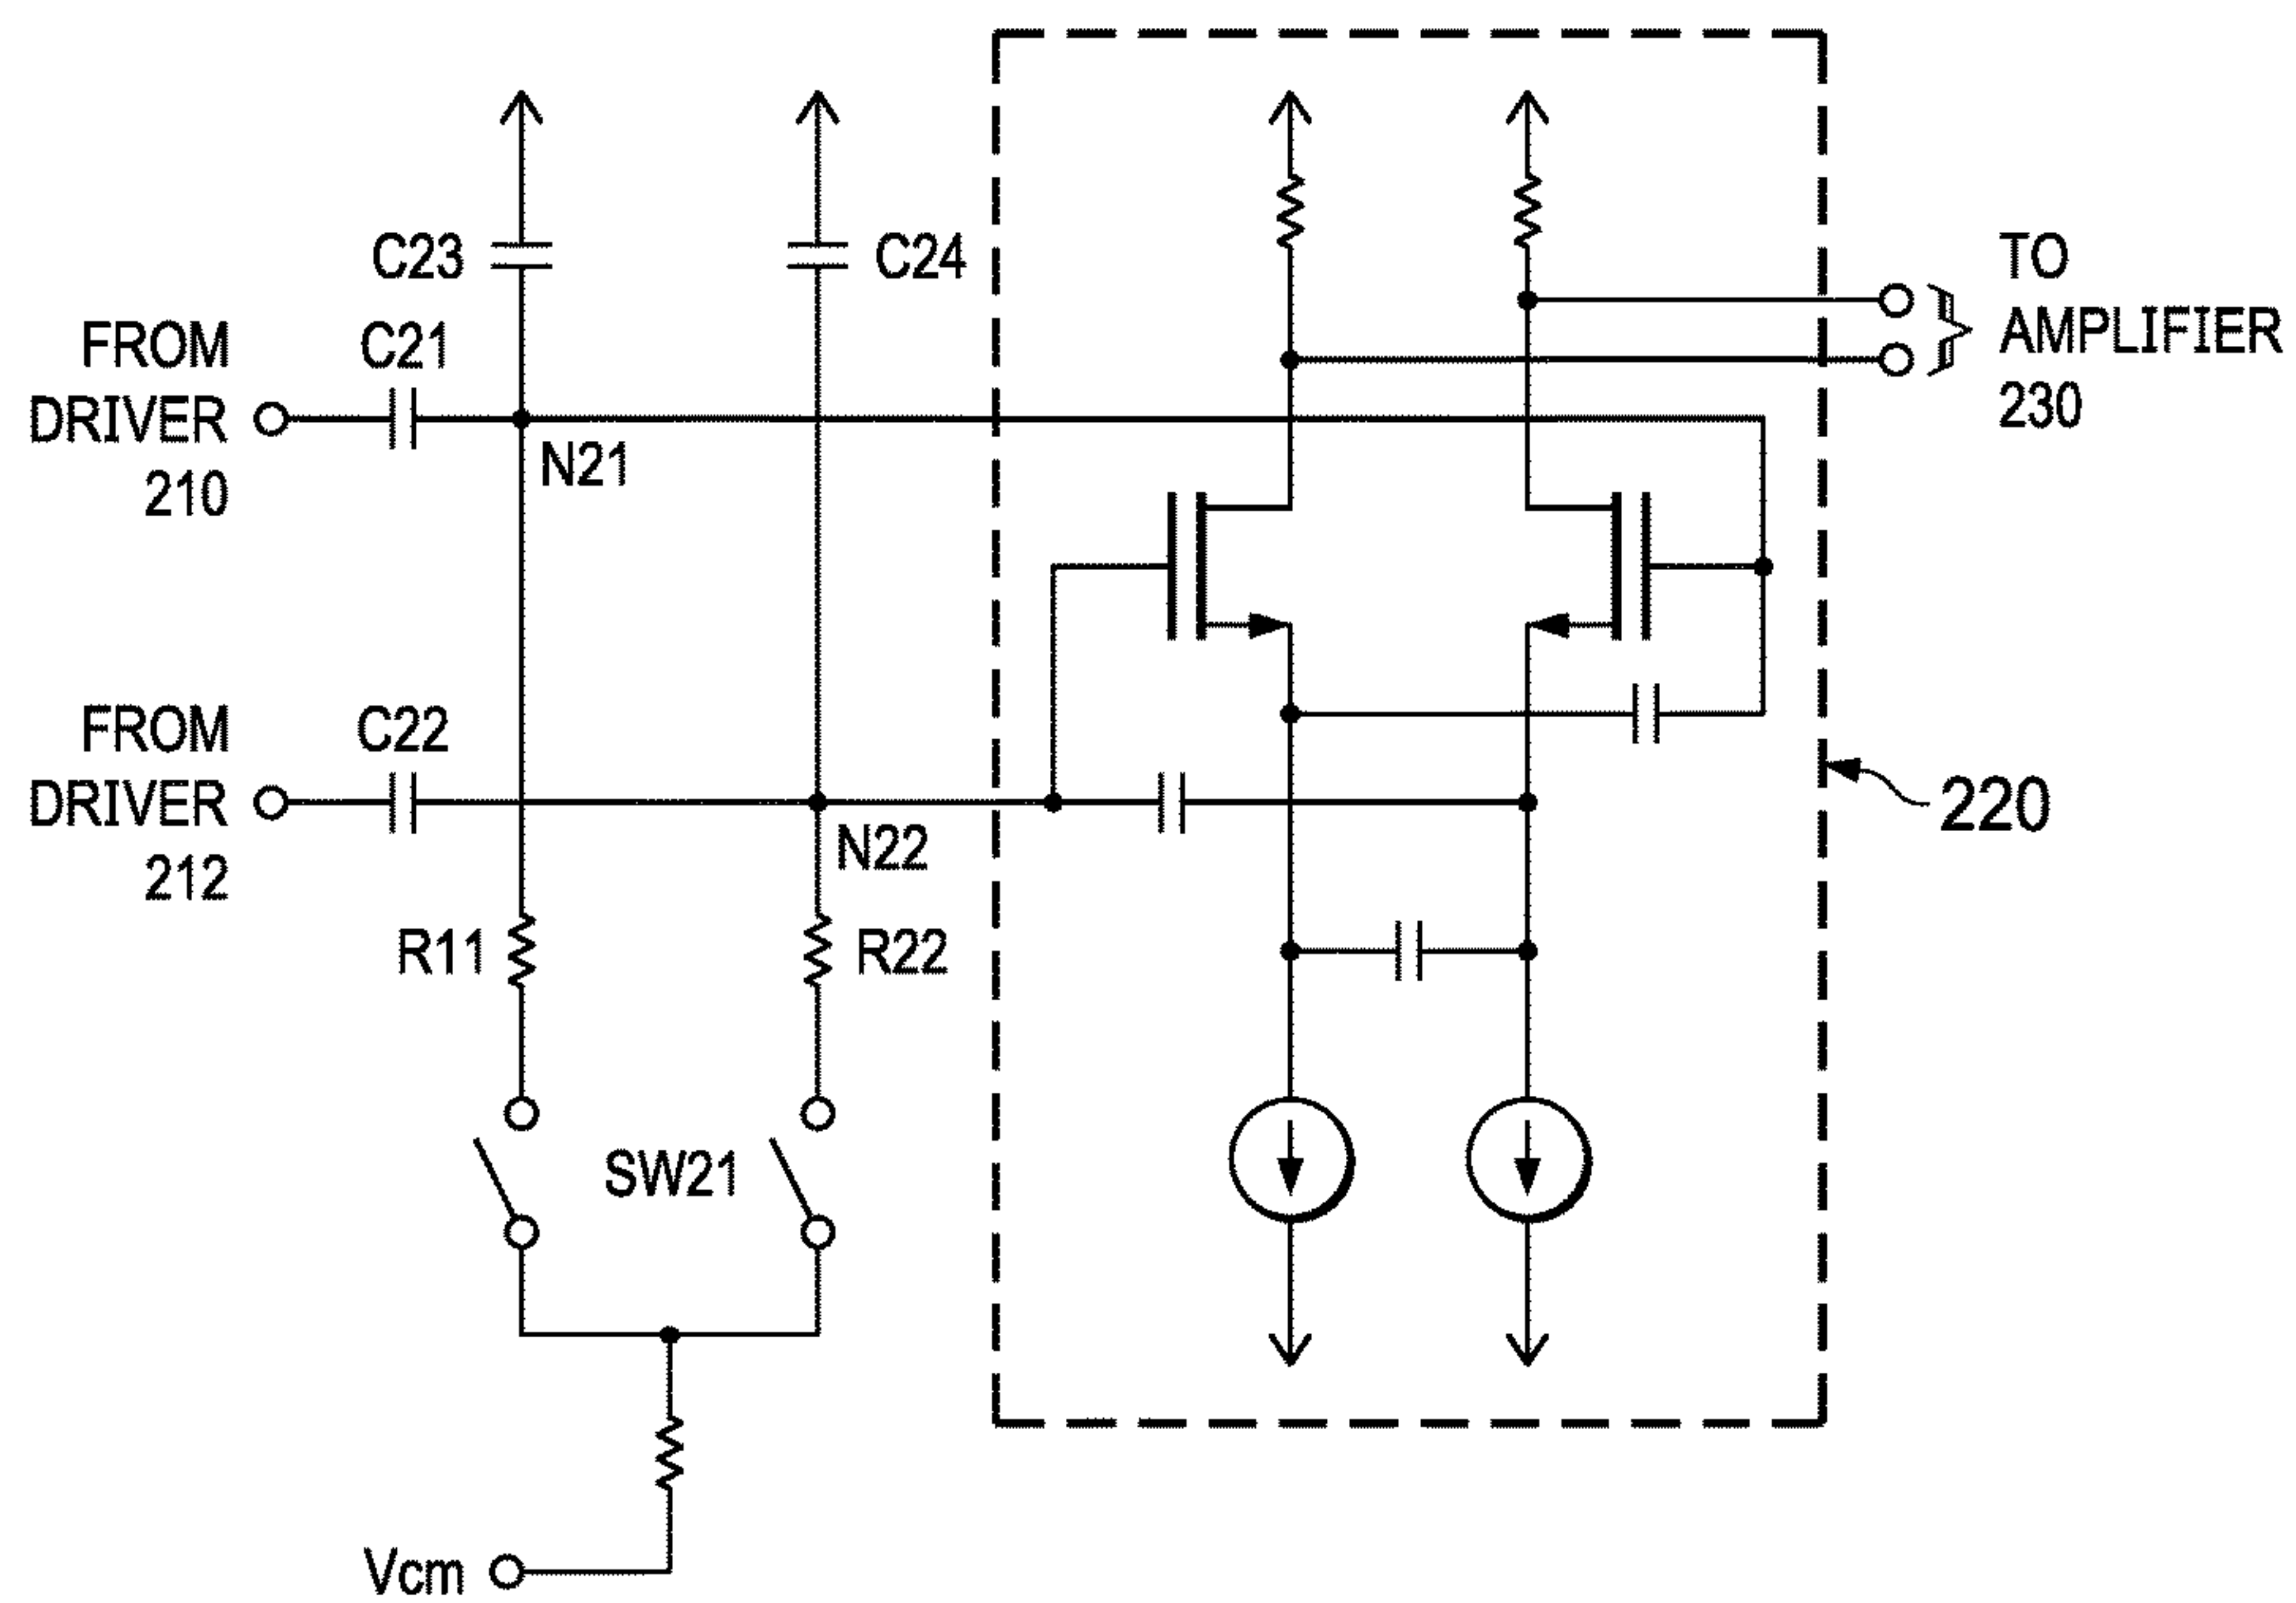 C23
C24
FROM
DRIVER
210
C21
N21
TO
AMPLIFIER
230
FROM
DRIVER
212
C22
N22
220
R11
R22
SW21
Vcm